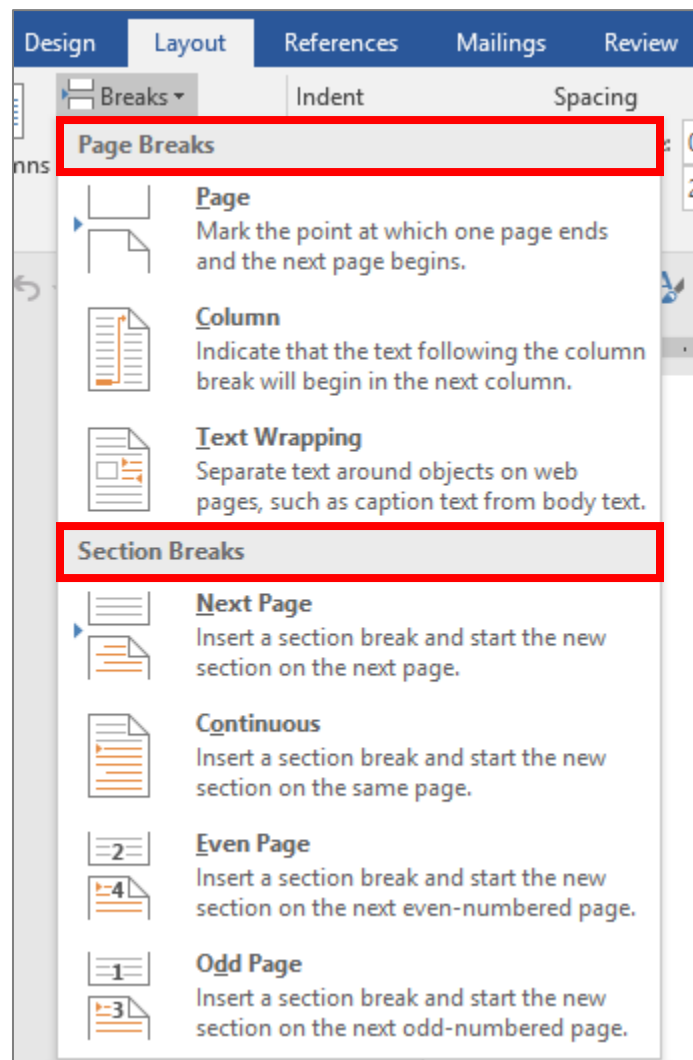 Design Layout References Mailings Review
Breaks Indent Spacing
Page Breaks
mns
Page
Mark the point at which one page ends
and the next page begins.
Column
Indicate that the text following the column
break will begin in the next column.
Text Wrapping
Separate text around objects on web
pages, such as caption text from body text.
Section Breaks
Next Page
Insert a section break and start the new
section on the next page.
Continuous
Insert a section break and start the new
section on the same page.
2
Even Page
4
Insert a section break and start the new
section on the next even-numbered page.
1
Odd Page
3
Insert a section break and start the new
section on the next odd-numbered page.